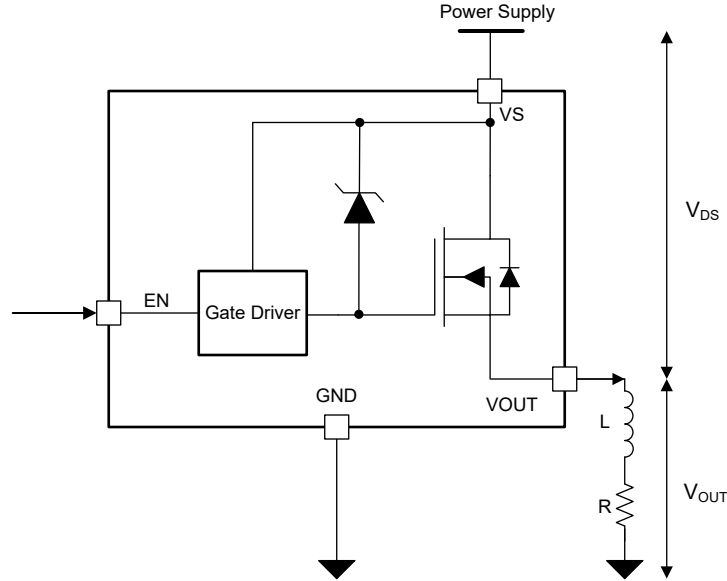 Power Supply
VS
V_DS
EN
Gate Driver
GND
VOUT
L
R
V_OUT